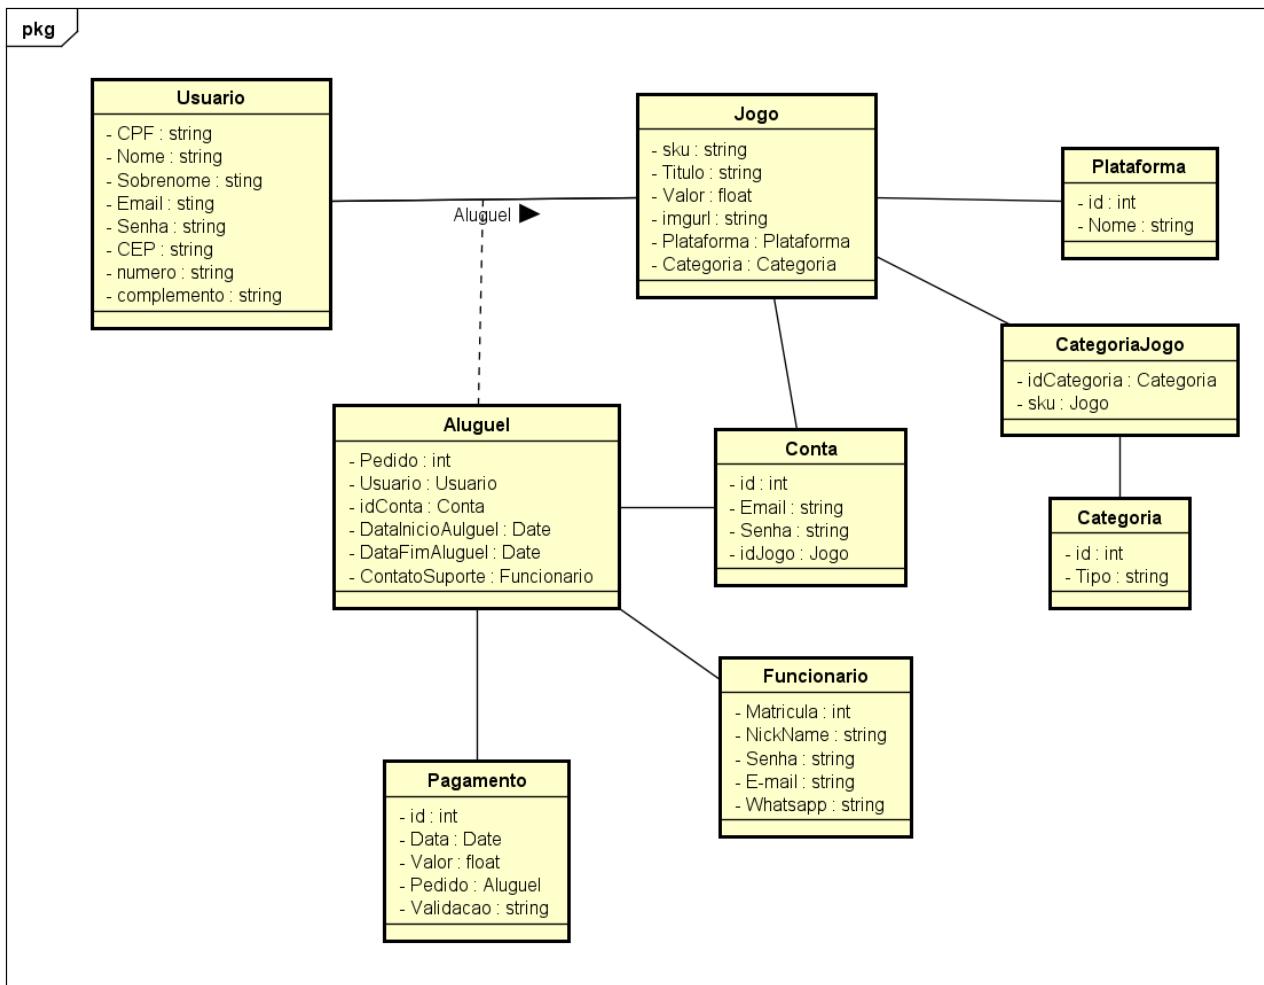 pkg
Usuario
- CPF : string
- Nome : string
- Sobrenome : sting
- Email : sting
- Senha : string
- CEP : string
- numero : string
- complemento : string
Aluguel ▶
Jogo
- sku : string
- Titulo : string
- Valor : float
- imgurl : string
- Plataforma : Plataforma
- Categoria : Categoria
Plataforma
- id : int
- Nome : string
CategoriaJogo
- idCategoria : Categoria
- sku : Jogo
Aluguel
- Pedido : int
- Usuario : Usuario
- idConta : Conta
- DataInicioAulguel : Date
- DataFimAluguel : Date
- ContatoSuporte : Funcionario
Conta
- id : int
- Email : string
- Senha : string
- idJogo : Jogo
Categoria
- id : int
- Tipo : string
Funcionario
- Matricula : int
- NickName : string
- Senha : string
- E-mail : string
- Whatsapp : string
Pagamento
- id : int
- Data : Date
- Valor : float
- Pedido : Aluguel
- Validacao : string